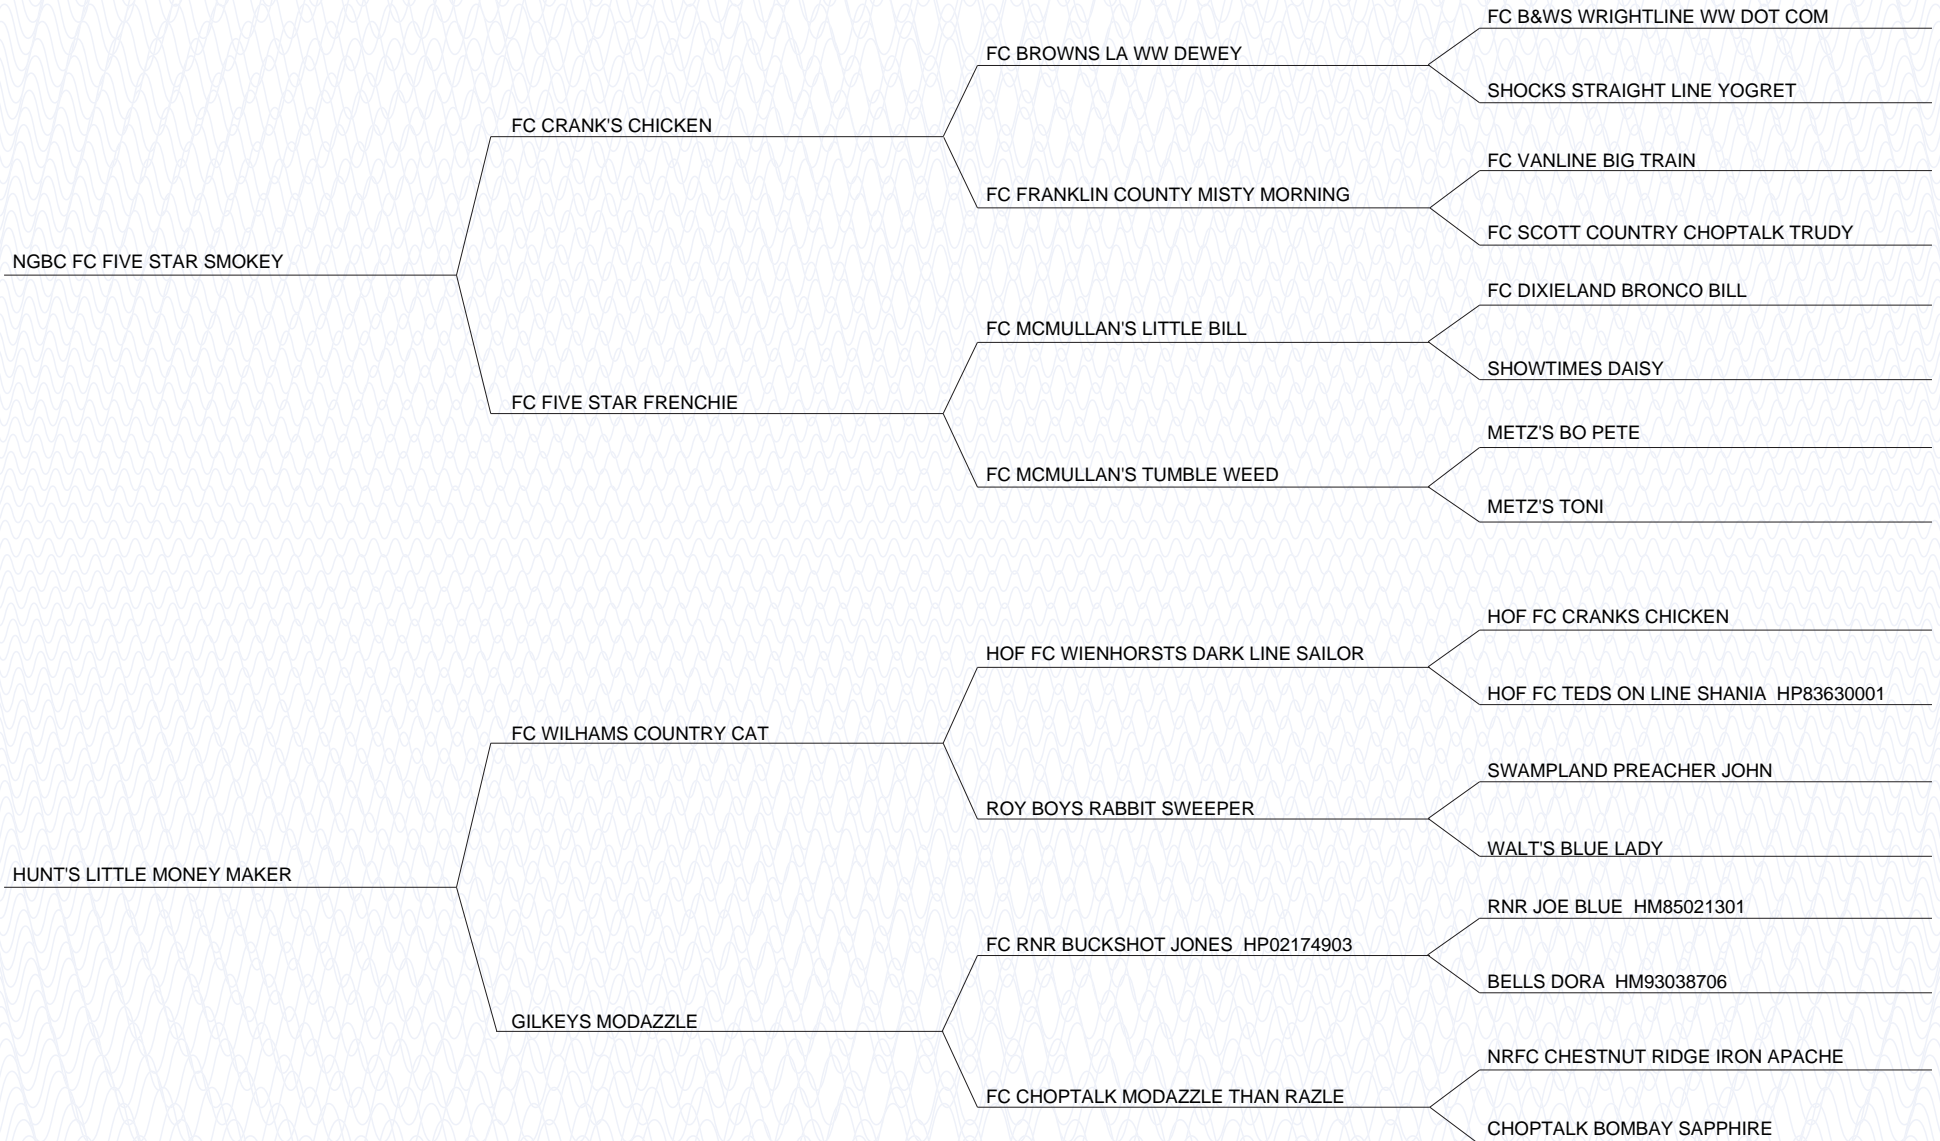 FC B&WS WRIGHTLINE WW DOT COM
FC BROWNS LA WW DEWEY
SHOCKS STRAIGHT LINE YOGRET
FC CRANK'S CHICKEN
FC VANLINE BIG TRAIN
FC FRANKLIN COUNTY MISTY MORNING
FC SCOTT COUNTRY CHOPTALK TRUDY
NGBC FC FIVE STAR SMOKEY
FC DIXIELAND BRONCO BILL
FC MCMULLAN'S LITTLE BILL
SHOWTIMES DAISY
FC FIVE STAR FRENCHIE
METZ'S BO PETE
FC MCMULLAN'S TUMBLE WEED
METZ'S TONI
HOF FC CRANKS CHICKEN
HOF FC WIENHORSTS DARK LINE SAILOR
HOF FC TEDS ON LINE SHANIA HP83630001
FC WILHAMS COUNTRY CAT
SWAMPLAND PREACHER JOHN
ROY BOYS RABBIT SWEEPER
WALT'S BLUE LADY
HUNT'S LITTLE MONEY MAKER
RNR JOE BLUE HM85021301
FC RNR BUCKSHOT JONES HP02174903
BELLS DORA HM93038706
GILKEYS MODAZZLE
NRFC CHESTNUT RIDGE IRON APACHE
FC CHOPTALK MODAZZLE THAN RAZLE
CHOPTALK BOMBAY SAPPHIRE